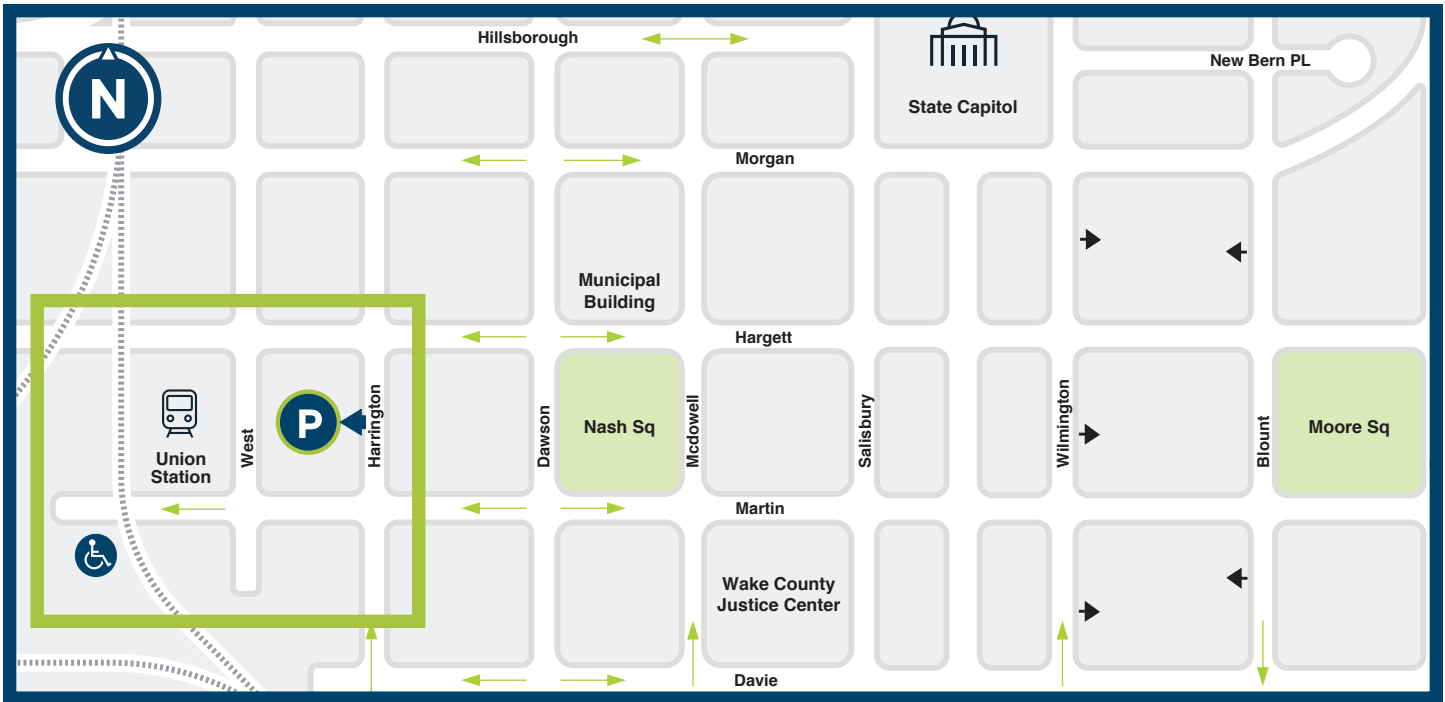 Hillsborough
N
New Bern PL
State Capitol
Morgan
Municipal
Building
Hargett
West
P
Harrington
Dawson
Nash Sq
Mcdowell
Salisbury
Wilmington
Blount
Moore Sq
Union
Station
Martin
Wake County
Justice Center
Davie